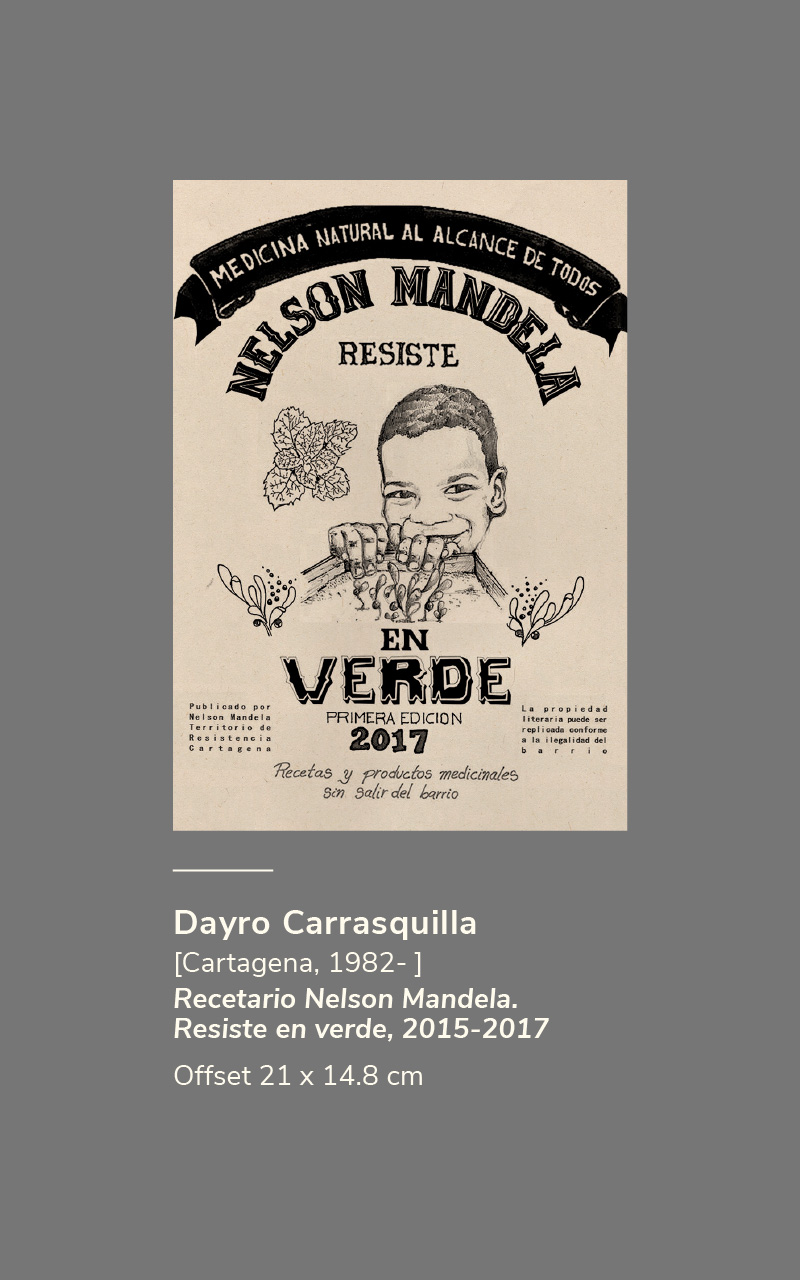 MEDICINA NATURAL AL ALCANCE DE TODOS
NELSON MANDELA
RESISTE
EN
VERDE
PRIMERA EDICION
2017
Publicado por
Nelson Mandela
Territorio de
Resistencia
Cartagena
La propiedad
literaria puede ser
replicada conforme
a la ilegalidad del
barrio
Recetas y productos medicinales
sin salir del barrio
Dayro Carrasquilla
[Cartagena, 1982- ]
Recetario Nelson Mandela.
Resiste en verde, 2015-2017
Offset 21 x 14.8 cm